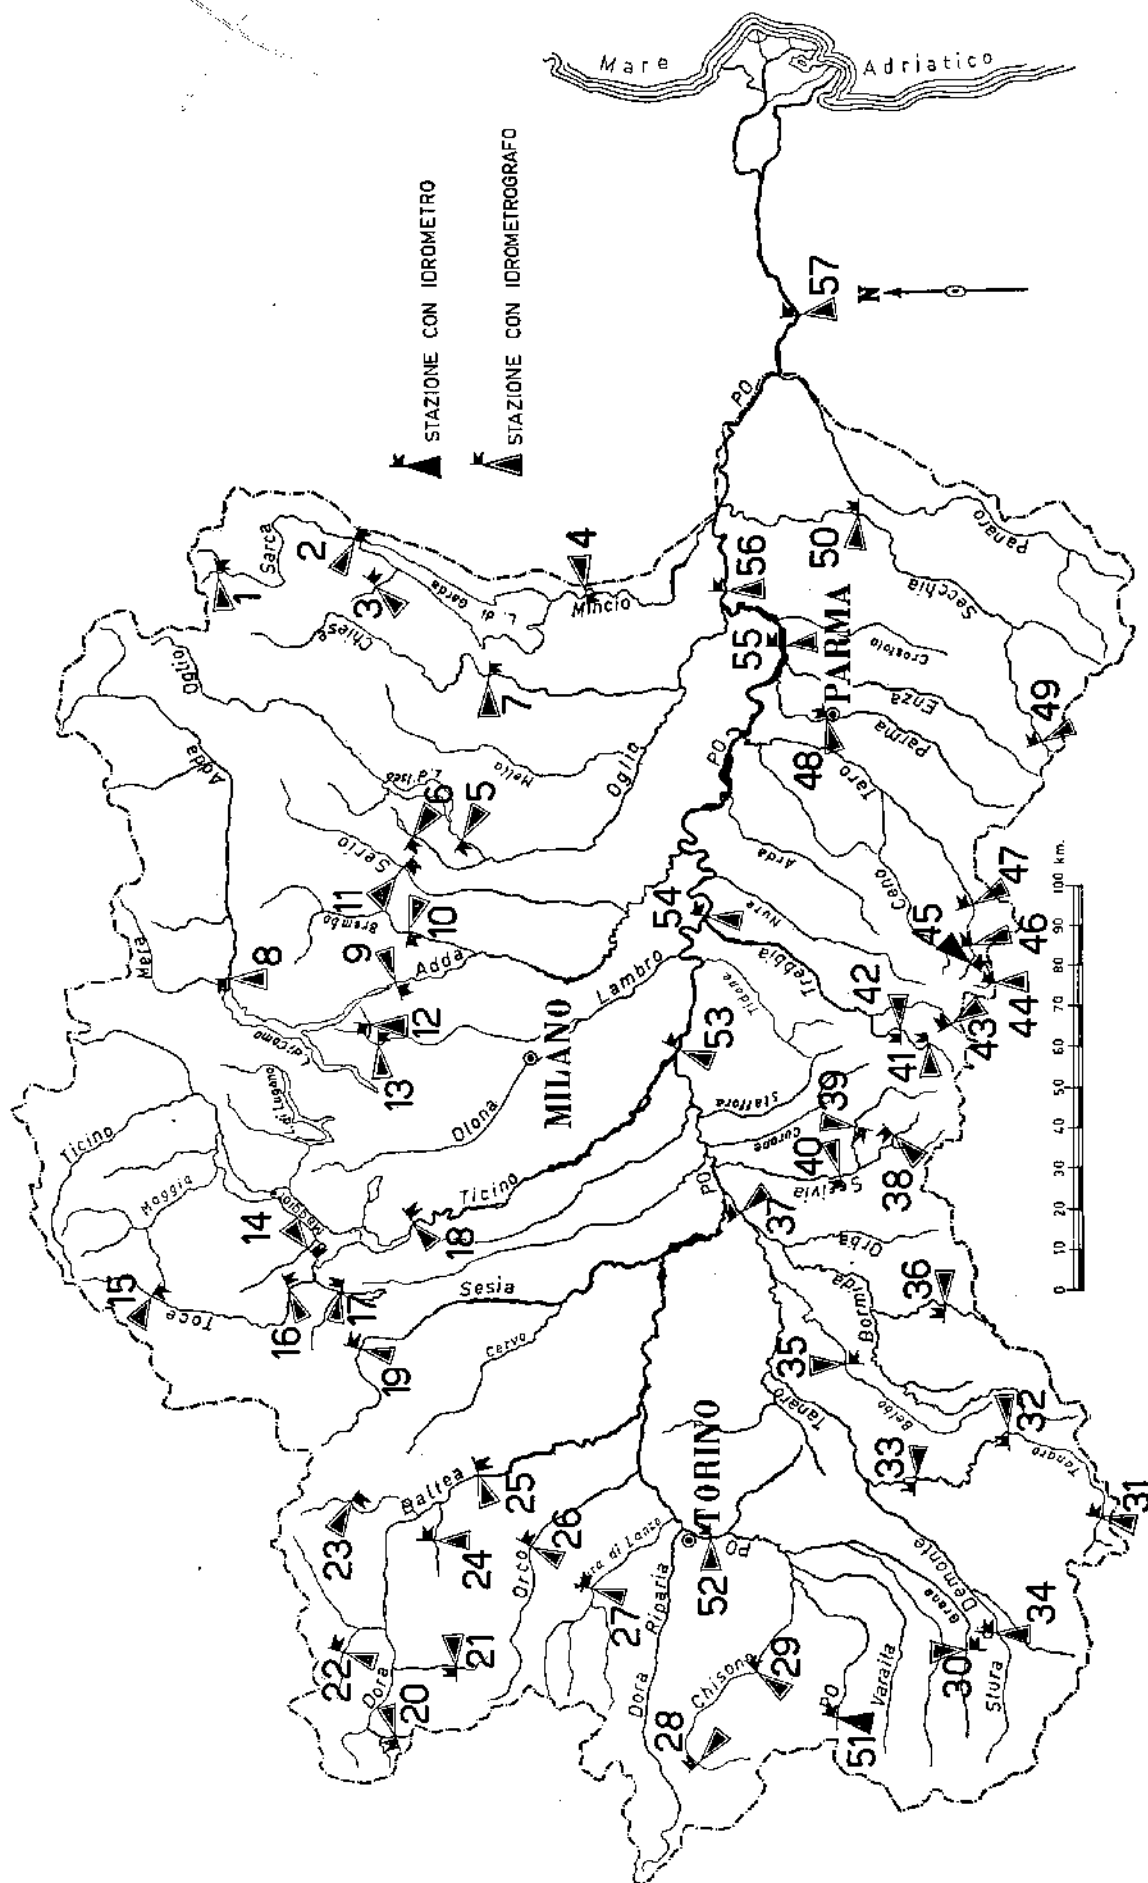 Mare Adriatico
STAZIONE CON IDROMETRO
STAZIONE CON IDROMETROGRAFO
N
MILANO
TORINO
PARMA
Ticino
Maggia
Toce
L. di Lugano
L. di Como
Maggiore
Mera
Adda
Oglio
Sarca
Chiese
L. di Garda
Mincio
L. d'Iseo
Mella
Serio
Brembo
Adda
Oglio
Lambro
Olona
Ticino
Sesia
Cervo
Baltea
Dora
Orco
Stura di Lanzo
Riparia
Dora
Chisone
PO
PO
PO
PO
PO
Varaita
Grana
Demonte
Stura
Tanaro
Tanaro
Belbo
Bormida
Orba
Scrivia
Curone
Staffora
Tidone
Trebbia
Nure
Arda
Ceno
Taro
Parma
Enza
Crostolo
Secchia
Panaro
1
2
3
4
5
6
7
8
9
10
11
12
13
14
15
16
17
18
19
20
21
22
23
24
25
26
27
28
29
30
31
32
33
34
35
36
37
38
39
40
41
42
43
44
45
46
47
48
49
50
51
52
53
54
55
56
57
0 10 20 30 40 50 60 70 80 90 100 km.